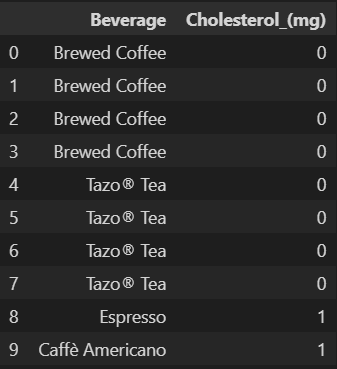 Beverage Cholesterol_(mg)
0 Brewed Coffee 0
1 Brewed Coffee 0
2 Brewed Coffee 0
3 Brewed Coffee 0
4 Tazo® Tea 0
5 Tazo® Tea 0
6 Tazo® Tea 0
7 Tazo® Tea 0
8 Espresso 1
9 Caffè Americano 1